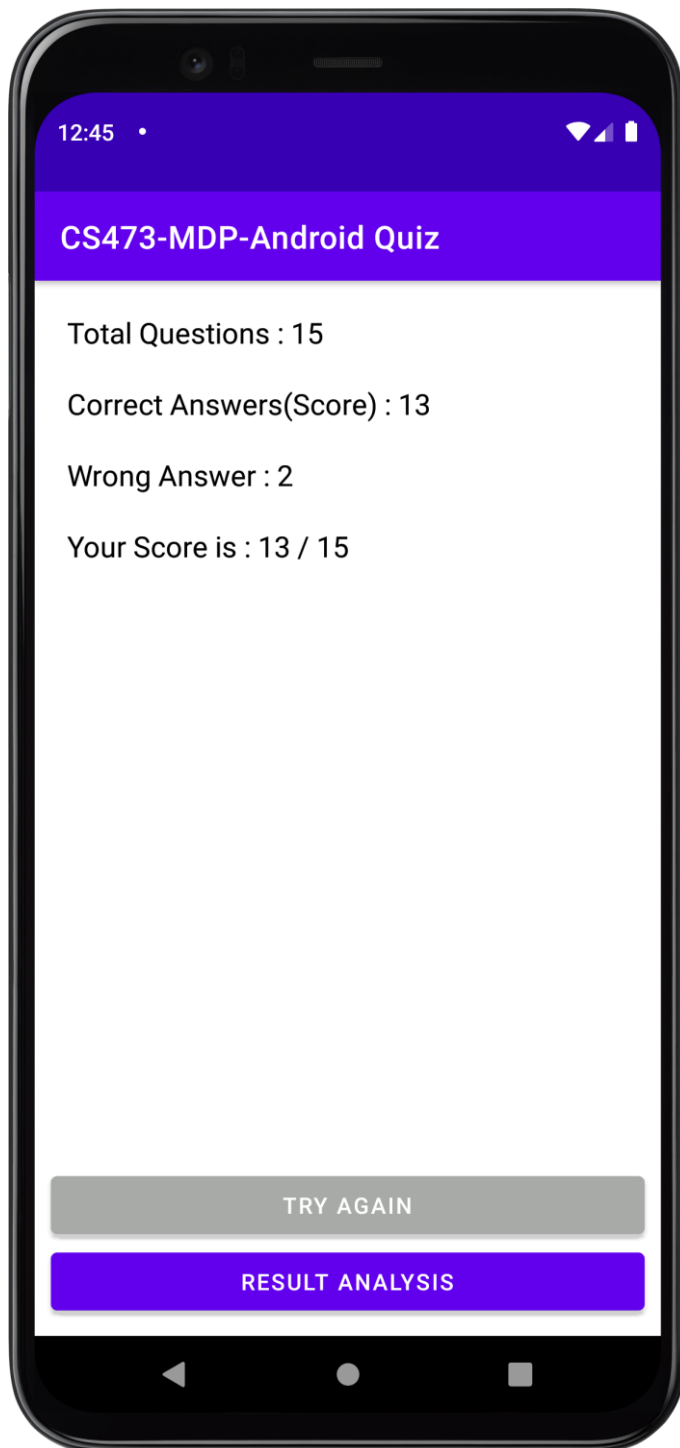 12:45
CS473-MDP-Android Quiz
Total Questions : 15
Correct Answers(Score) : 13
Wrong Answer : 2
Your Score is : 13 / 15
TRY AGAIN
RESULT ANALYSIS